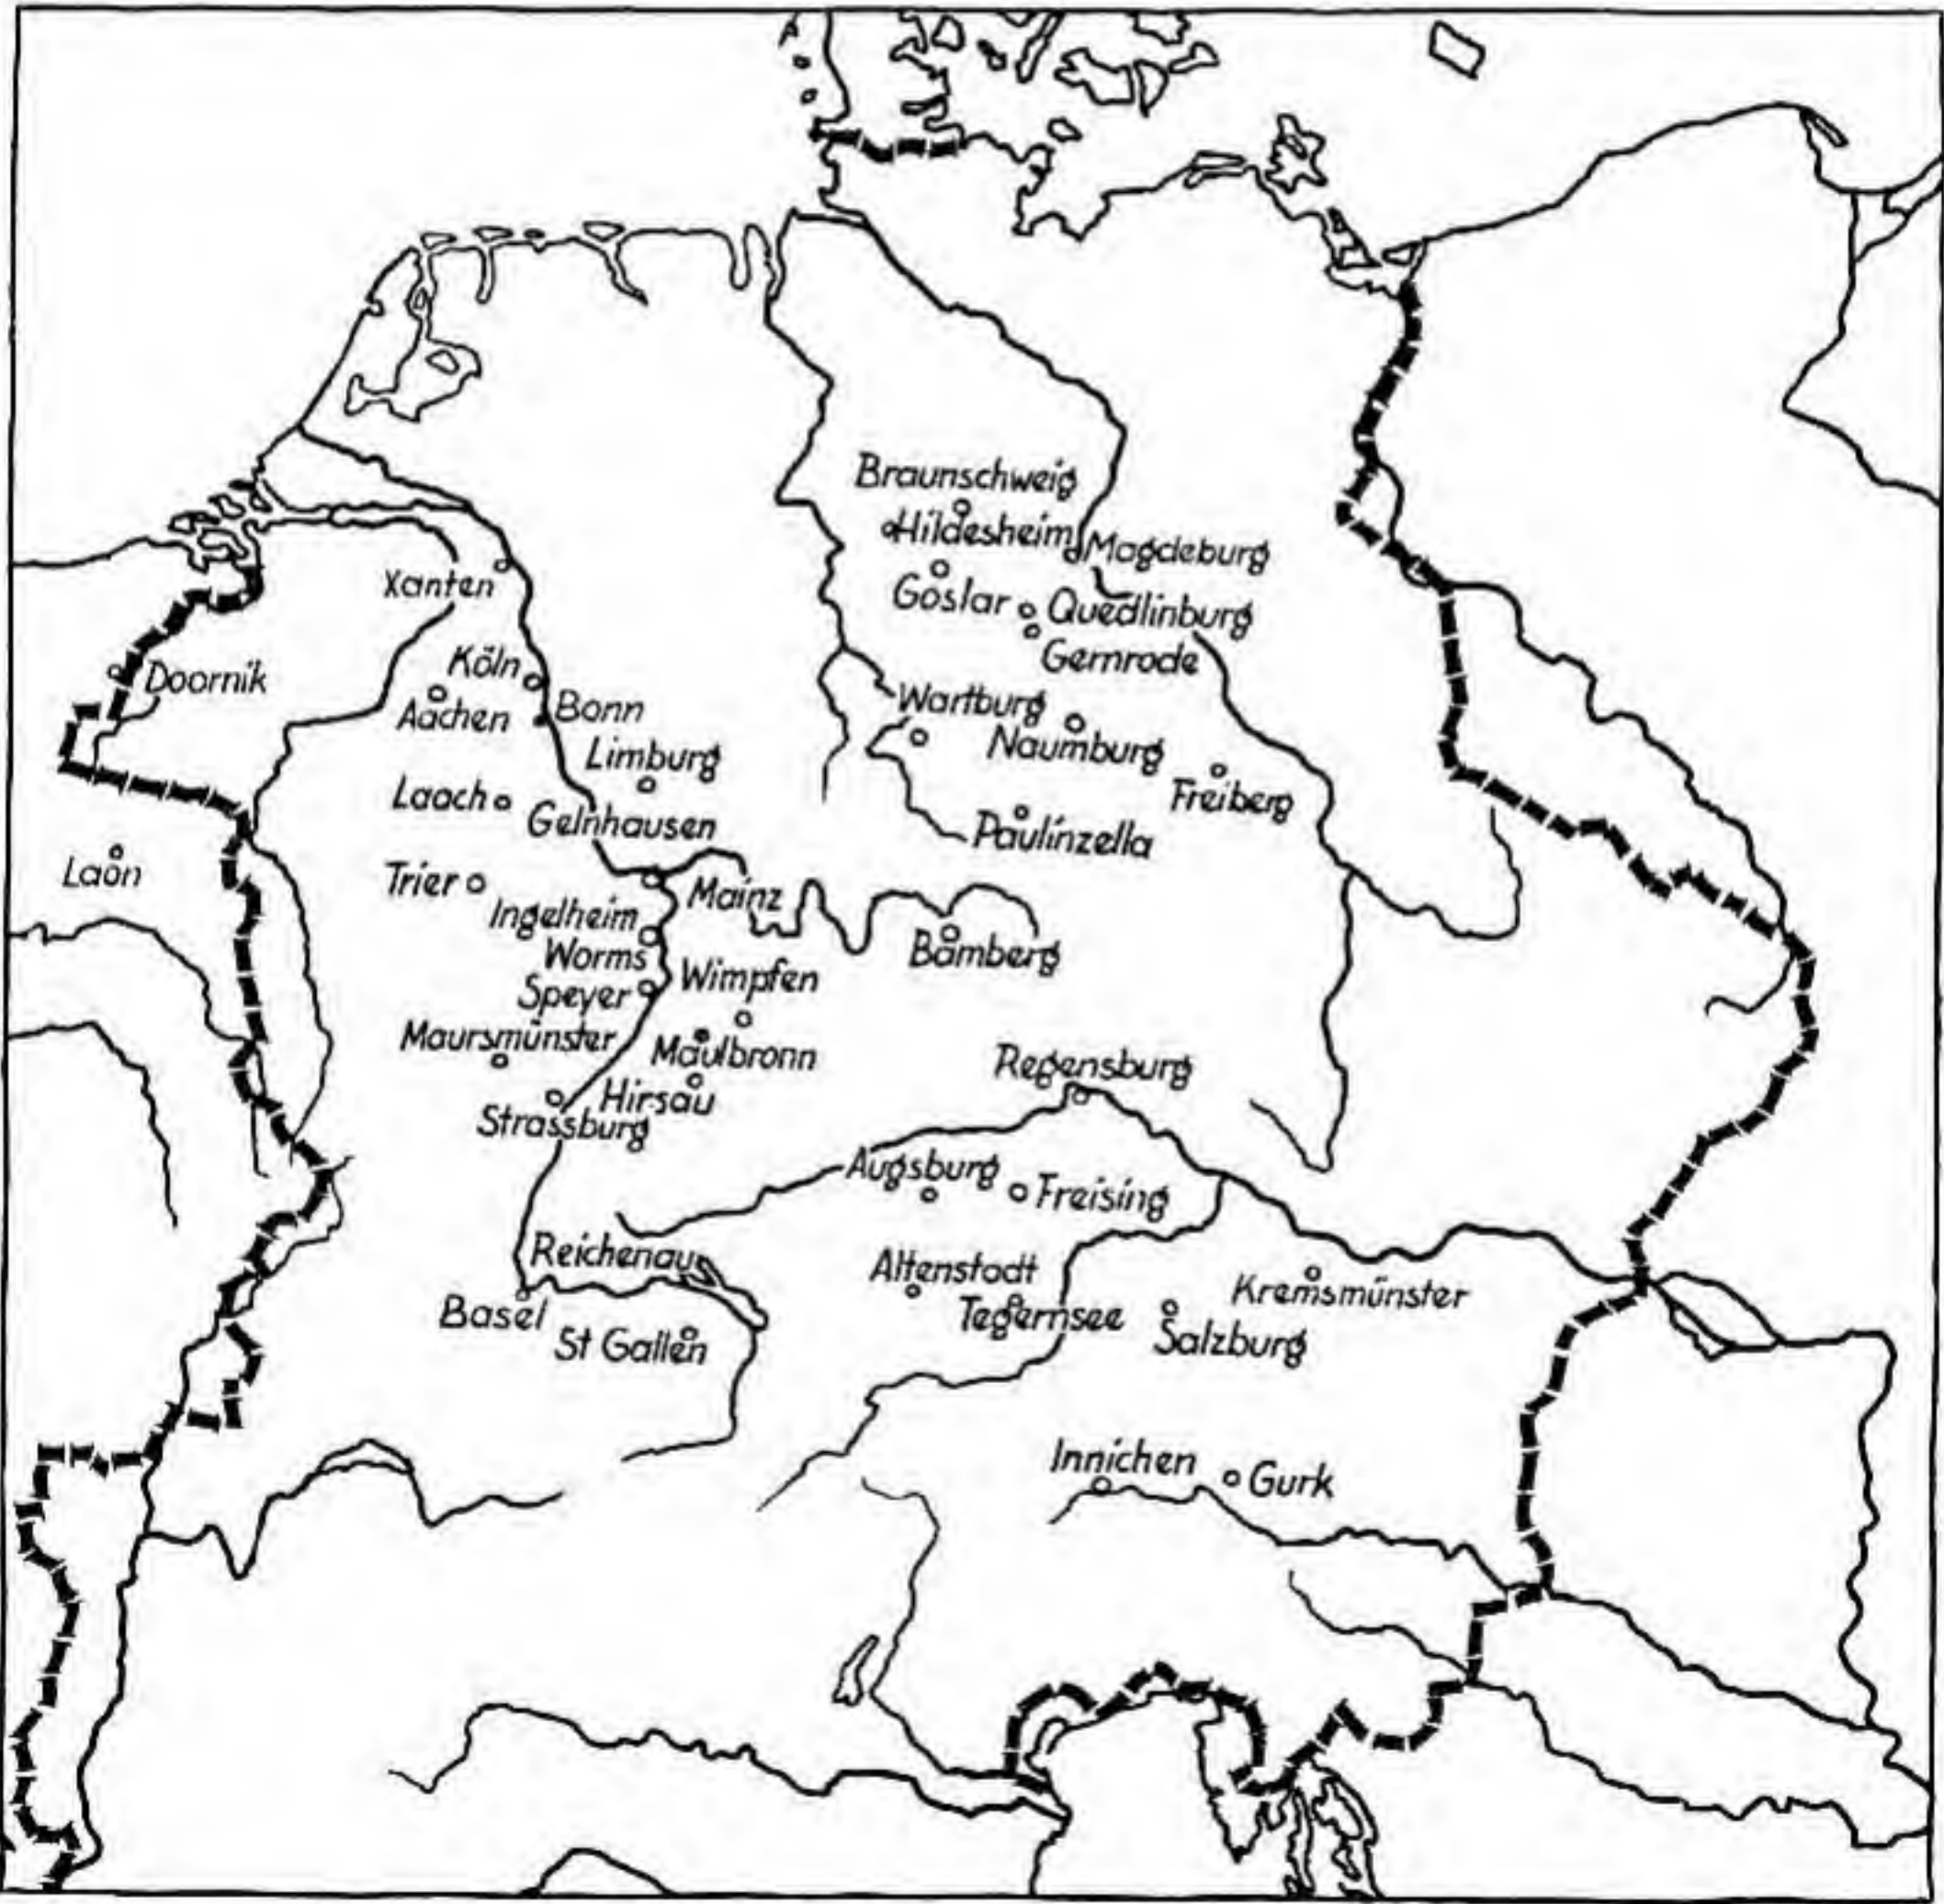 Braunschweig
Hildesheim
Magdeburg
Xanten
Goslar
Quedlinburg
Gernrode
Köln
Doornik
Aachen
Bonn
Wartburg
Naumburg
Limburg
Freiberg
Laach
Gelnhausen
Paulinzella
Laon
Trier
Mainz
Ingelheim
Bamberg
Worms
Wimpfen
Speyer
Maursmünster
Maulbronn
Regensburg
Hirsau
Strassburg
Augsburg
Freising
Reichenau
Altenstadt
Kremsmünster
Basel
Tegernsee
St Gallen
Salzburg
Innichen
Gurk